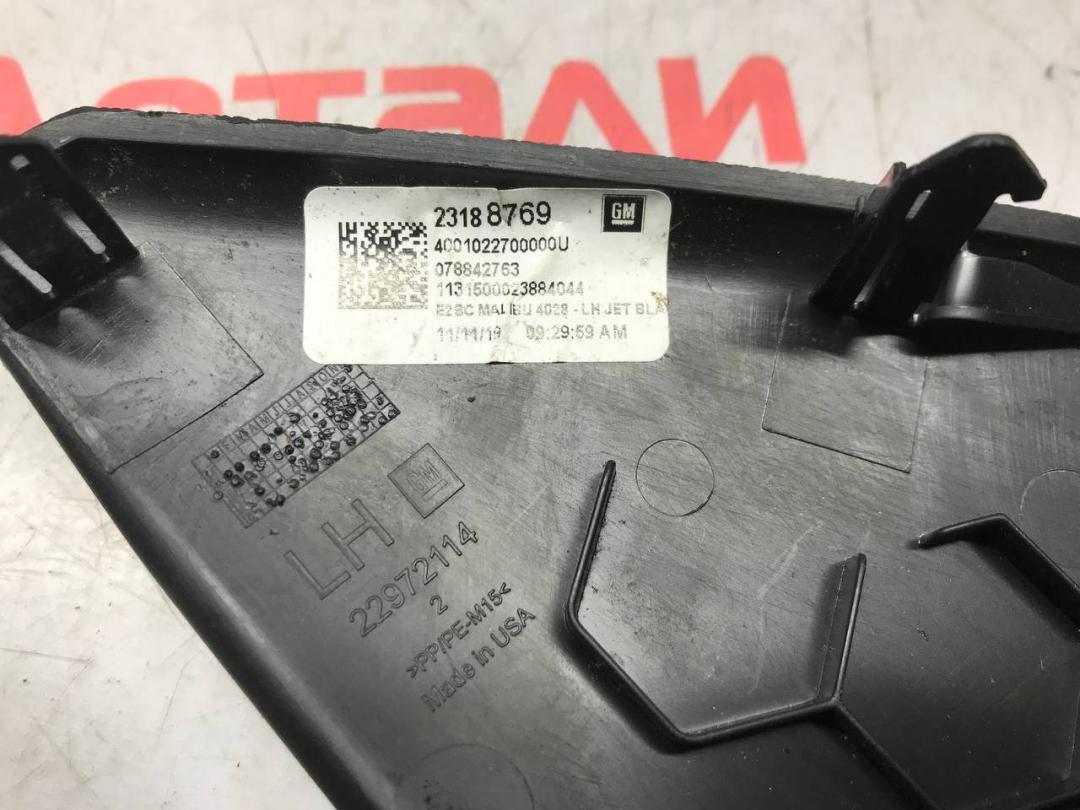 етали
23188769
GM
4001022700000U
078842763
1131500023884044
E2SC MALIBU 4028 - LH JET BLA
11/11/19 09:29:59 AM
GM
LH
22972114
2
>PP/PE-M15<
Made in USA